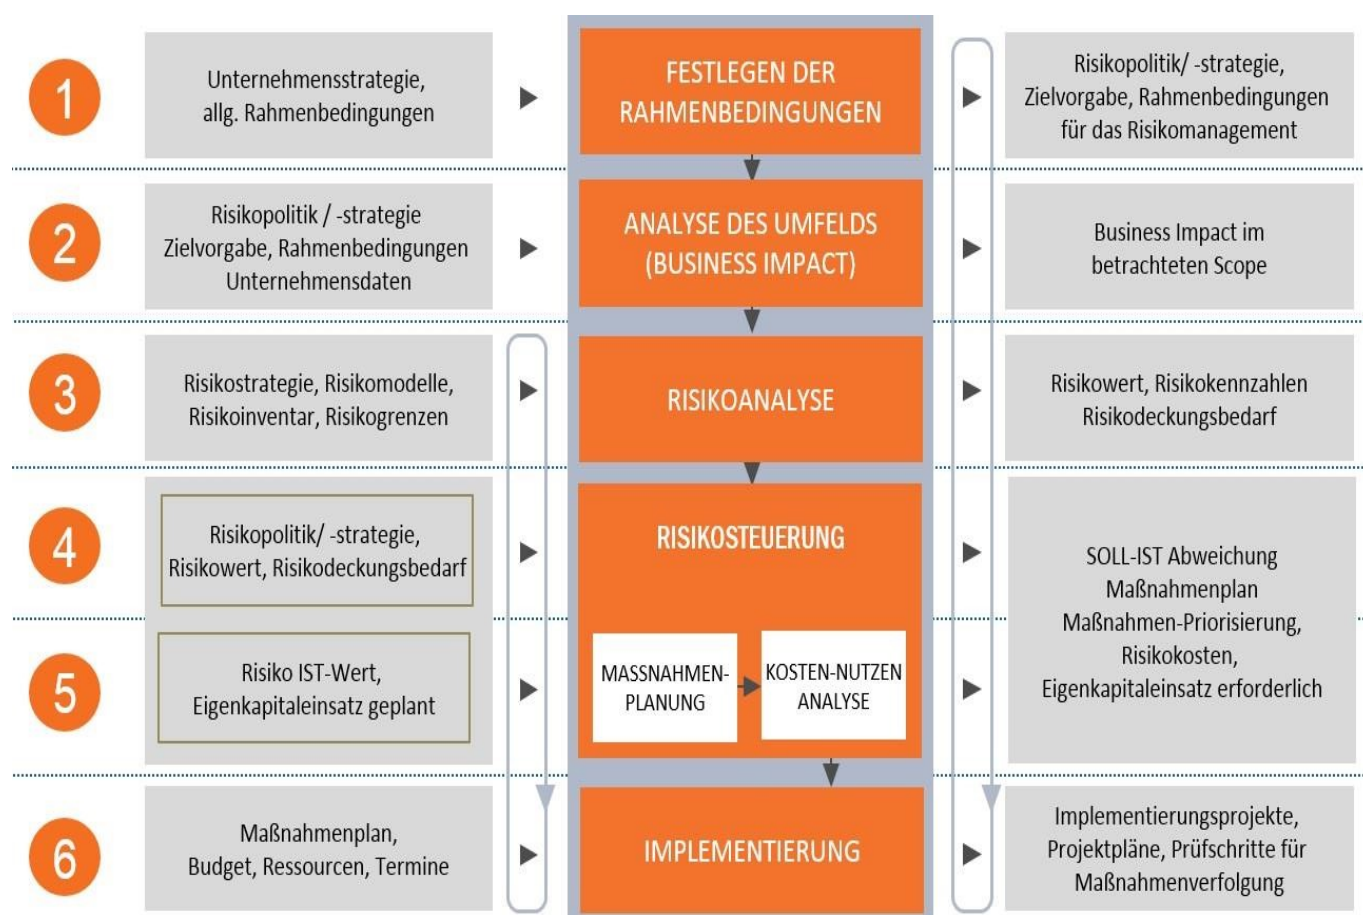 1
Unternehmensstrategie,
allg. Rahmenbedingungen
FESTLEGEN DER
RAHMENBEDINGUNGEN
Risikopolitik/ -strategie,
Zielvorgabe, Rahmenbedingungen
für das Risikomanagement
2
Risikopolitik / -strategie
Zielvorgabe, Rahmenbedingungen
Unternehmensdaten
ANALYSE DES UMFELDS
(BUSINESS IMPACT)
Business Impact im
betrachteten Scope
3
Risikostrategie, Risikomodelle,
Risikoinventar, Risikogrenzen
RISIKOANALYSE
Risikowert, Risikokennzahlen
Risikodeckungsbedarf
4
Risikopolitik/ -strategie,
Risikowert, Risikodeckungsbedarf
RISIKOSTEUERUNG
SOLL-IST Abweichung
Maßnahmenplan
Maßnahmen-Priorisierung,
Risikokosten,
Eigenkapitaleinsatz erforderlich
5
Risiko IST-Wert,
Eigenkapitaleinsatz geplant
MASSNAHMEN-
PLANUNG
KOSTEN-NUTZEN
ANALYSE
6
Maßnahmenplan,
Budget, Ressourcen, Termine
IMPLEMENTIERUNG
Implementierungsprojekte,
Projektpläne, Prüfschritte für
Maßnahmenverfolgung